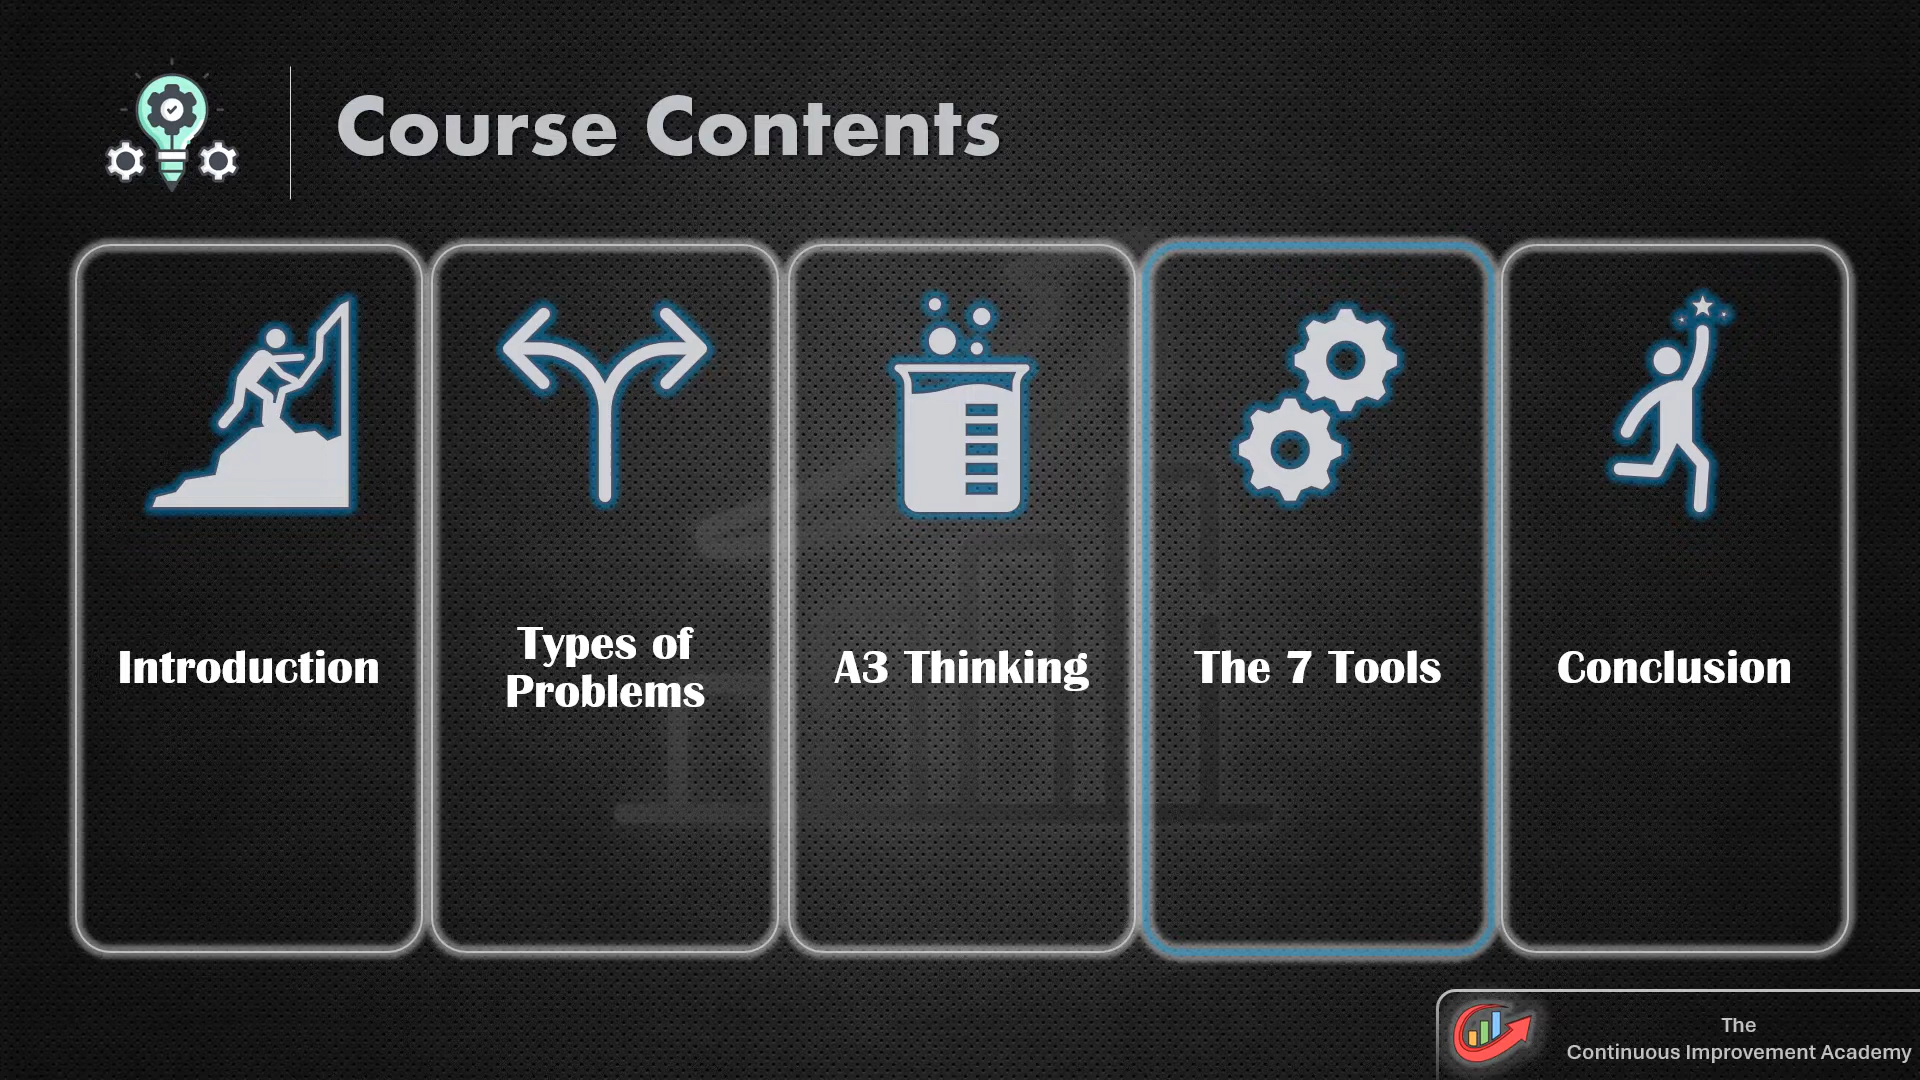 Course Contents
Introduction
Types of
Problems
A3 Thinking
The 7 Tools
Conclusion
The
Continuous Improvement Academy